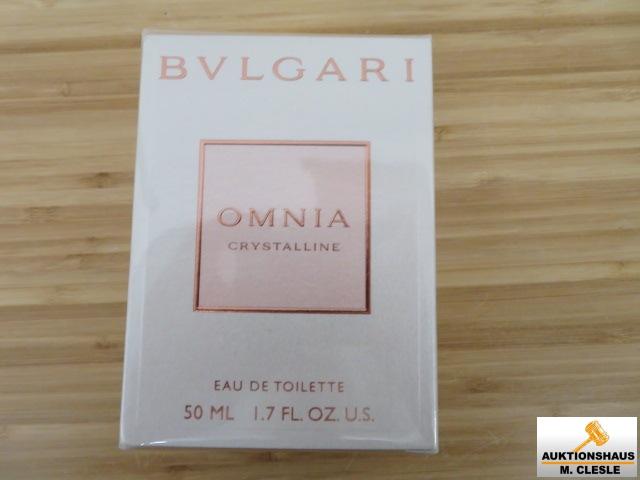 BVLGARI
OMNIA
CRYSTALLINE
EAU DE TOILETTE
50 ML 1.7 FL. OZ. U.S.
AUKTIONSHAUS
M. CLESLE